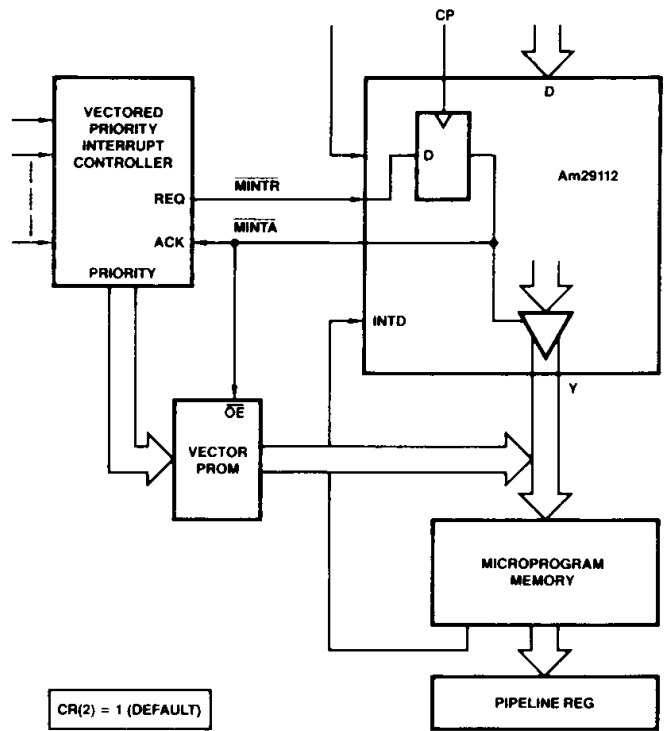 CP
D
VECTORED
PRIORITY
INTERRUPT
CONTROLLER
D
Am29112
REQ
MINTR
ACK
MINTA
PRIORITY
INTD
OE
Y
VECTOR
PROM
MICROPROGRAM
MEMORY
PIPELINE REG
CR(2) = 1 (DEFAULT)